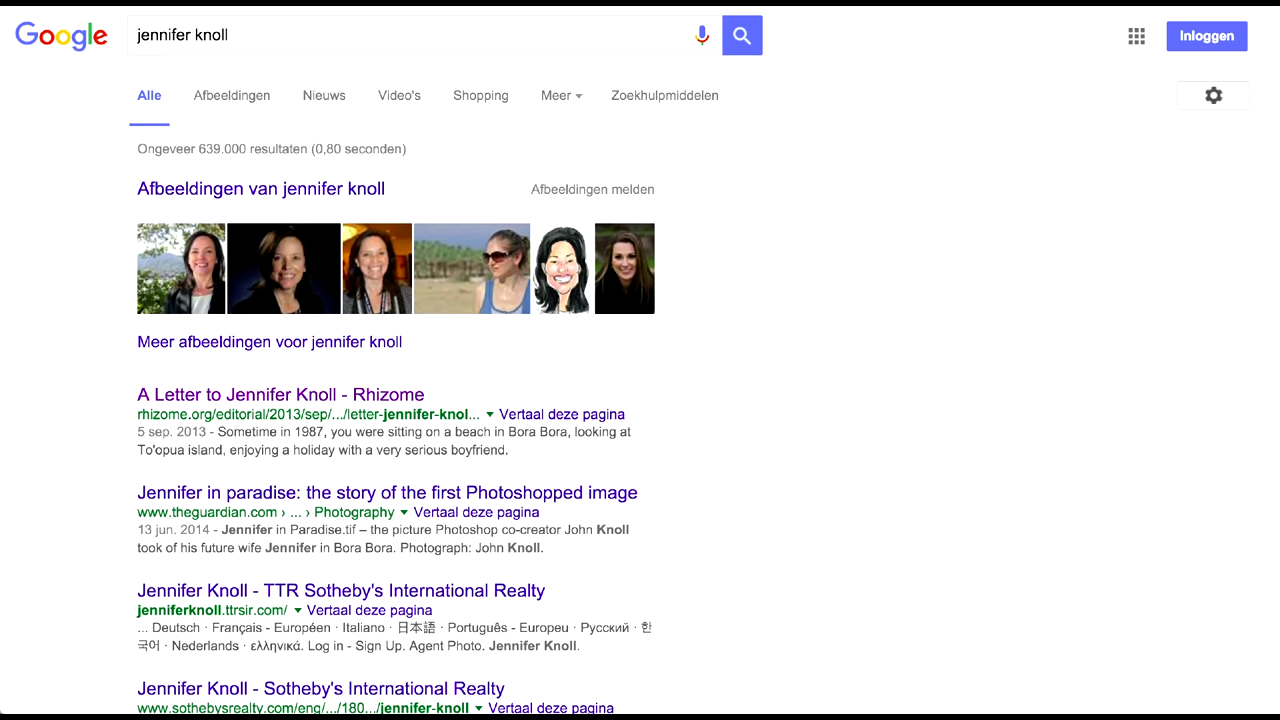 Google
jennifer knoll
Inloggen
Alle Afbeeldingen Nieuws Video's Shopping Meer Zoekhulpmiddelen
Ongeveer 639.000 resultaten (0,80 seconden)
Afbeeldingen van jennifer knoll Afbeeldingen melden
Meer afbeeldingen voor jennifer knoll
A Letter to Jennifer Knoll - Rhizome
rhizome.org/editorial/2013/sep/.../letter-jennifer-knol... Vertaal deze pagina
5 sep. 2013 - Sometime in 1987, you were sitting on a beach in Bora Bora, looking at
To'opua island, enjoying a holiday with a very serious boyfriend.
Jennifer in paradise: the story of the first Photoshopped image
www.theguardian.com › ... › Photography Vertaal deze pagina
13 jun. 2014 - Jennifer in Paradise.tif – the picture Photoshop co-creator John Knoll
took of his future wife Jennifer in Bora Bora. Photograph: John Knoll.
Jennifer Knoll - TTR Sotheby's International Realty
jenniferknoll.ttrsir.com/ Vertaal deze pagina
... Deutsch · Français - Européen · Italiano · 日本語 · Português - Europeu · Русский · 한
국어 · Nederlands · ελληνικά. Log in - Sign Up. Agent Photo. Jennifer Knoll.
Jennifer Knoll - Sotheby's International Realty
www.sothebysrealty.com/eng/.../180.../jennifer-knoll Vertaal deze pagina